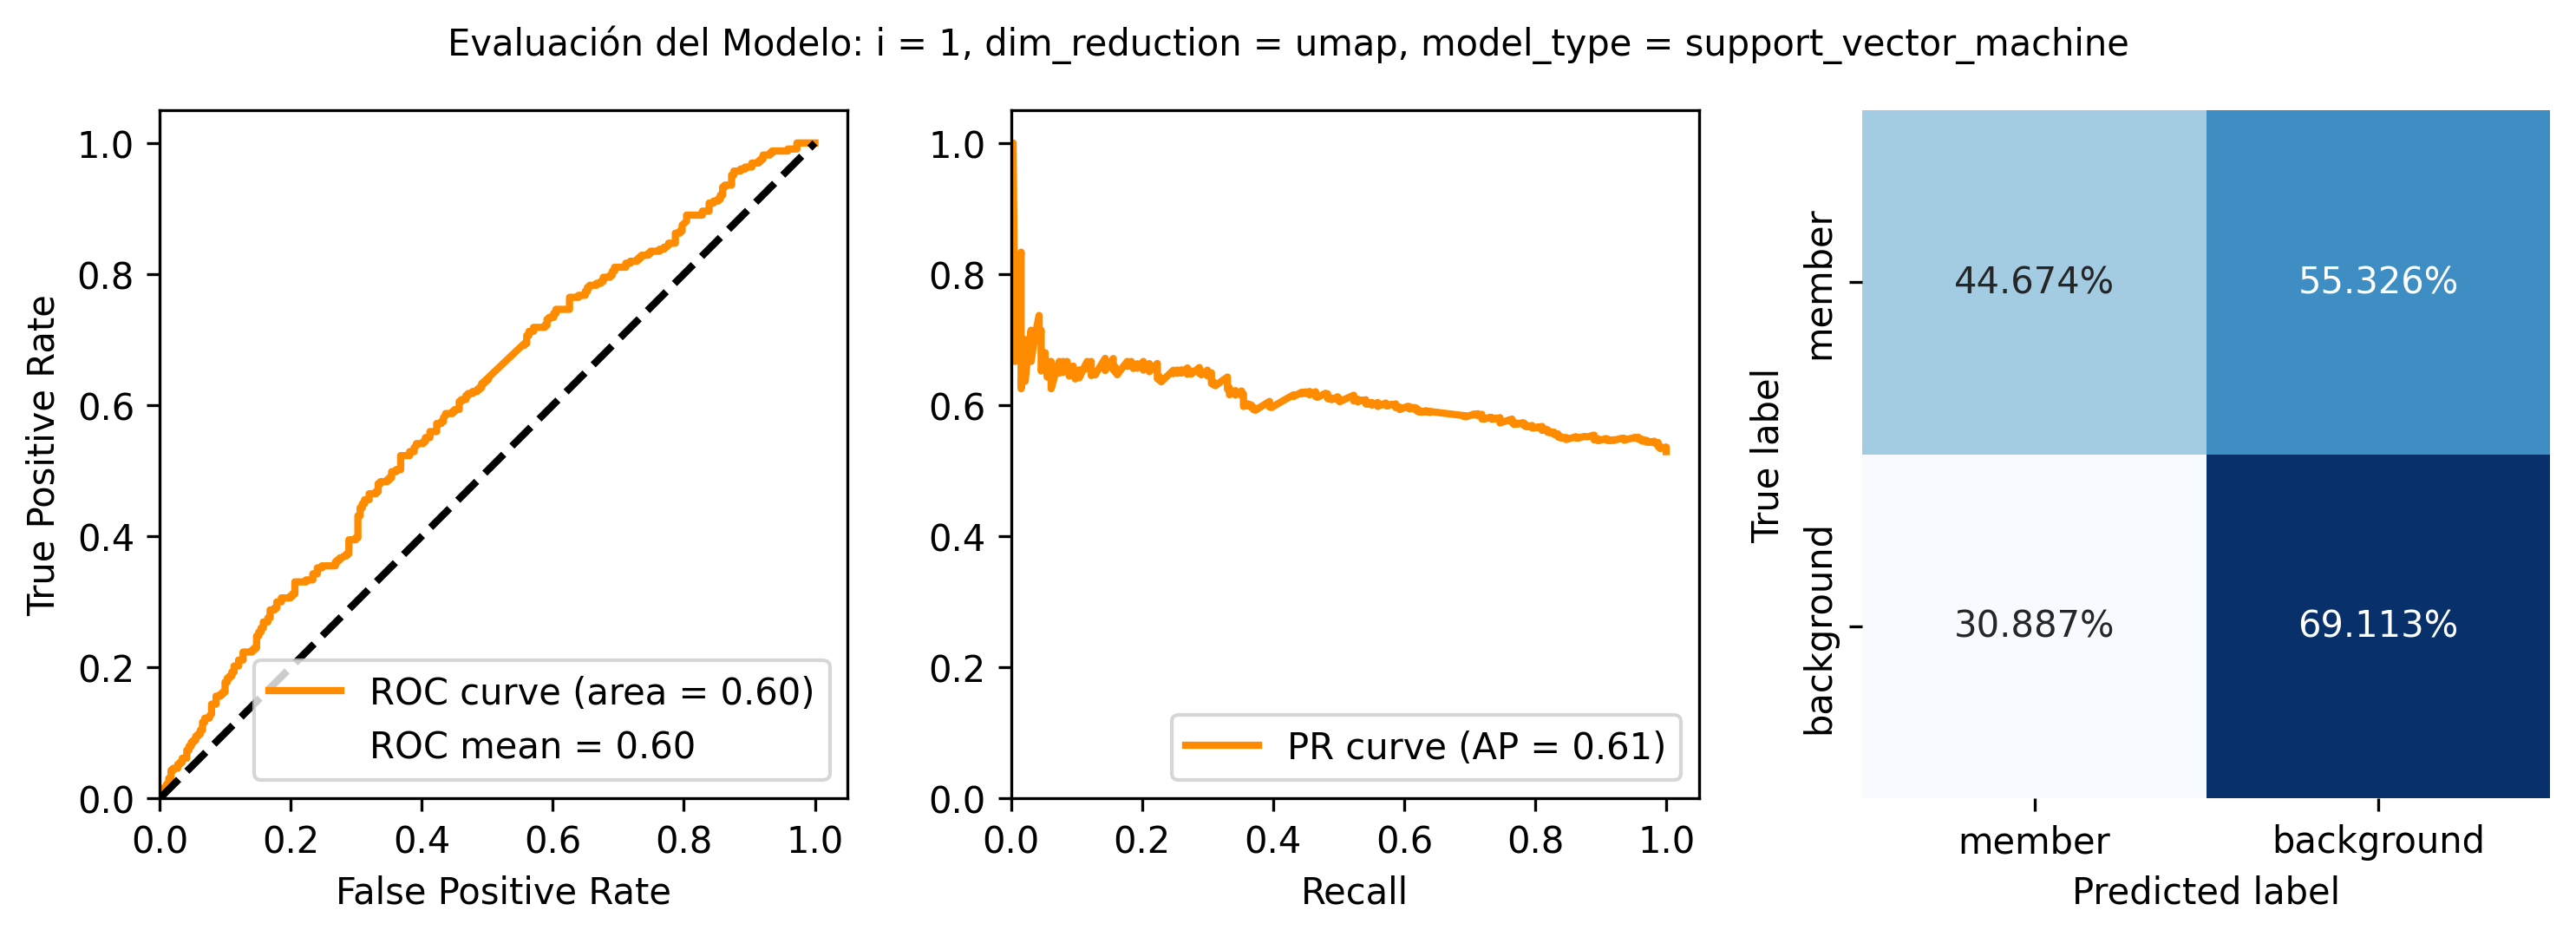 Evaluación del Modelo: i = 1, dim_reduction = umap, model_type = support_vector_machine
True Positive Rate
1.0
0.8
0.6
0.4
0.2
0.0
0.0 0.2 0.4 0.6 0.8 1.0
False Positive Rate
ROC curve (area = 0.60)
ROC mean = 0.60
1.0
0.8
0.6
0.4
0.2
0.0
0.0 0.2 0.4 0.6 0.8 1.0
Recall
PR curve (AP = 0.61)
True label
member
background
44.674% 55.326%
30.887% 69.113%
member background
Predicted label